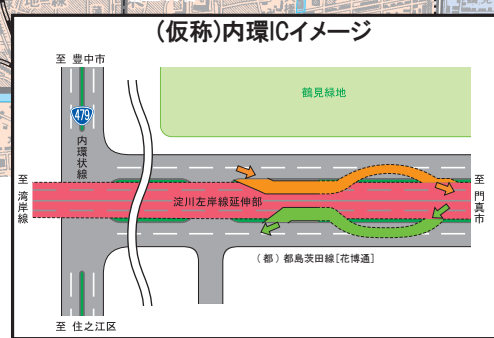 (仮称)内環ICイメージ
至 豊中市
鶴見緑地
479
内環状線
至 湾岸線
淀川左岸線延伸部
至 門真市
(都)都島茨田線[花博通]
至 住之江区